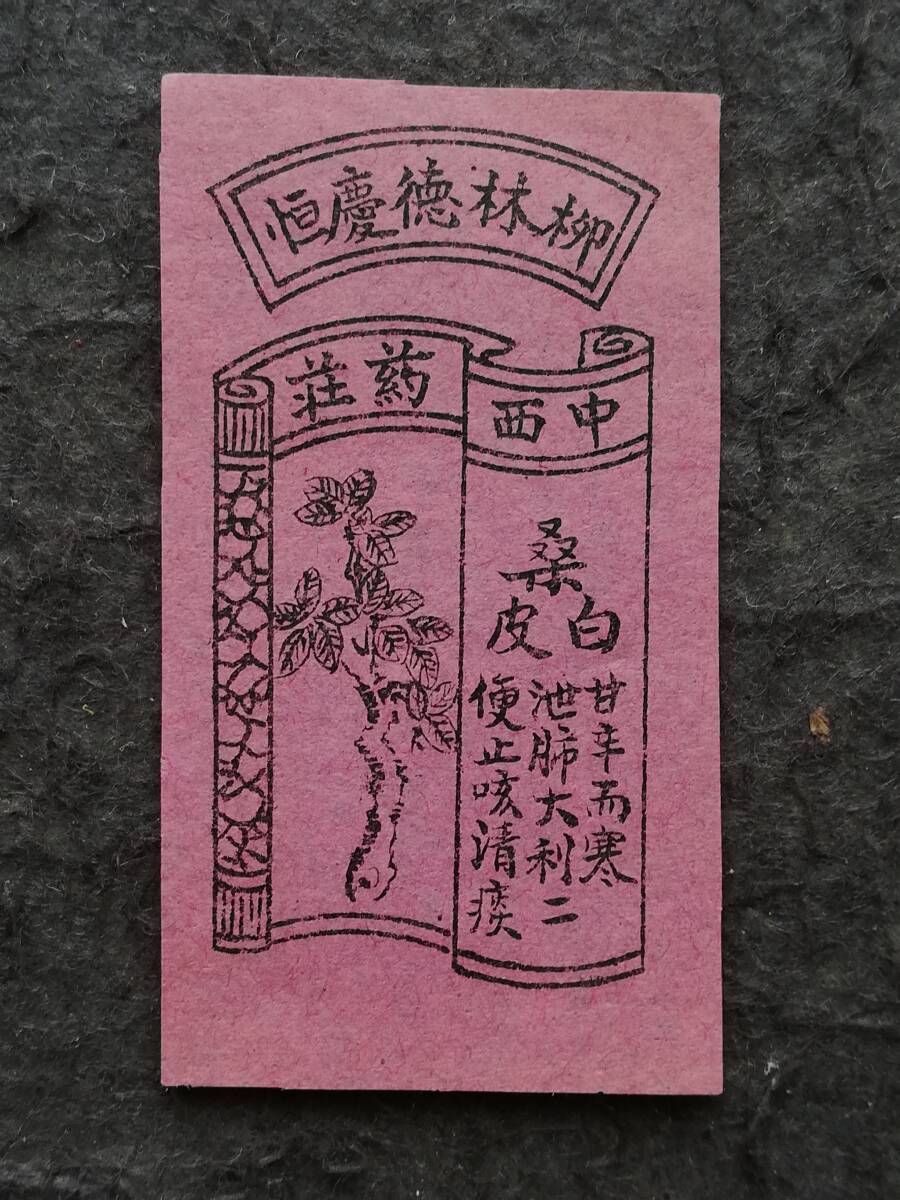 柳林德慶恒
中西
葯莊
桑白皮
甘辛而寒
泄肺大利二
便止咳清痰